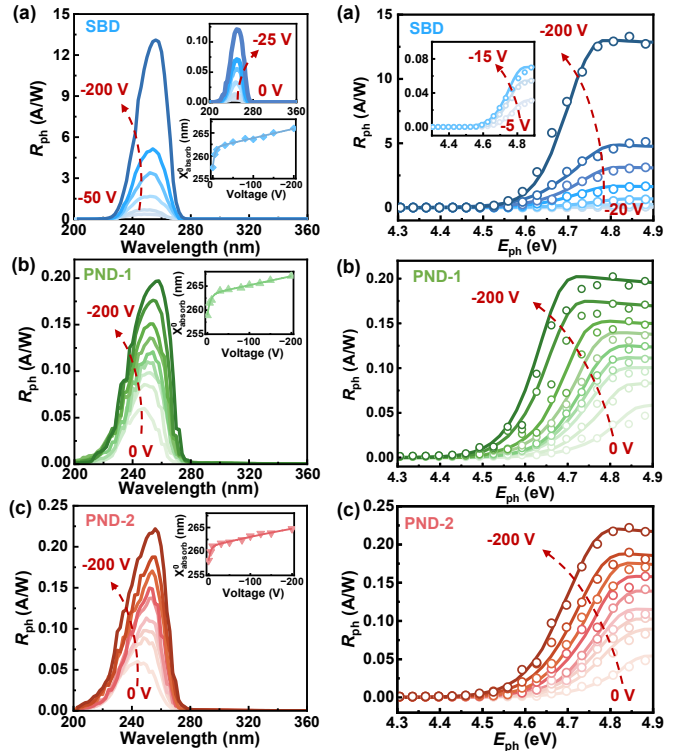 (a)
SBD
15
12
9
6
3
0
R_ph (A/W)
-200 V
-50 V
200
240
280
320
360
Wavelength (nm)
0.10
0.05
0.00
-25 V
0 V
200
280
360
265
260
255
X⁰_absorb (nm)
0
-100
-200
Voltage (V)
(a)
SBD
15
10
5
0
R_ph (A/W)
-200 V
-20 V
4.3 4.4 4.5 4.6 4.7 4.8 4.9
E_ph (eV)
0.1
0.0
-15 V
-5 V
4.4
4.6
4.8
(b)
PND-1
0.20
0.15
0.10
0.05
0.00
R_ph (A/W)
-200 V
0 V
200
240
280
320
360
Wavelength (nm)
265
260
255
X⁰_absorb (nm)
0
-100
-200
Voltage (V)
(b)
PND-1
0.20
0.15
0.10
0.05
0.00
R_ph (A/W)
-200 V
0 V
4.3 4.4 4.5 4.6 4.7 4.8 4.9
E_ph (eV)
(c)
PND-2
0.25
0.20
0.15
0.10
0.05
0.00
R_ph (A/W)
-200 V
0 V
200
240
280
320
360
Wavelength (nm)
265
260
255
X⁰_absorb (nm)
0
-100
-200
Voltage (V)
(c)
PND-2
0.25
0.20
0.15
0.10
0.05
0.00
R_ph (A/W)
-200 V
0 V
4.3 4.4 4.5 4.6 4.7 4.8 4.9
E_ph (eV)